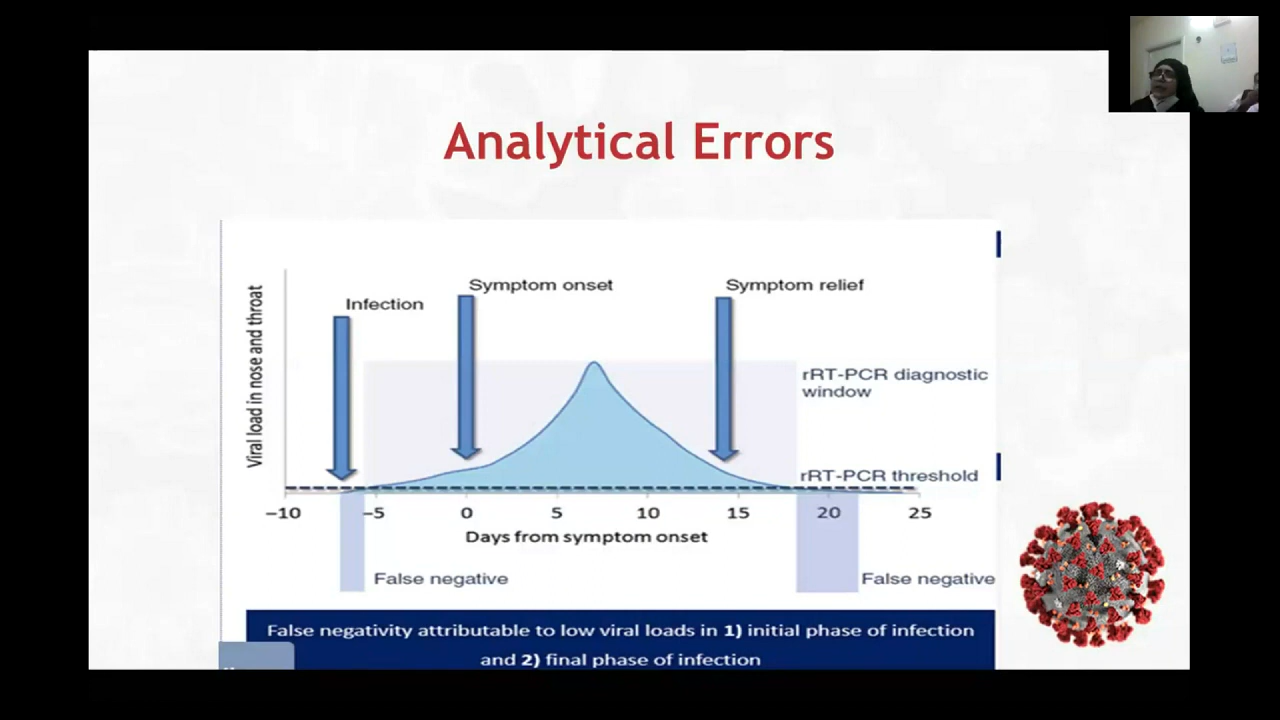 Analytical Errors
Symptom onset
Symptom relief
Infection
Viral load in nose and throat
rRT-PCR diagnostic
window
rRT-PCR threshold
−10 −5 0 5 10 15 20 25
Days from symptom onset
False negative
False negative
False negativity attributable to low viral loads in 1) initial phase of infection
and 2) final phase of infection